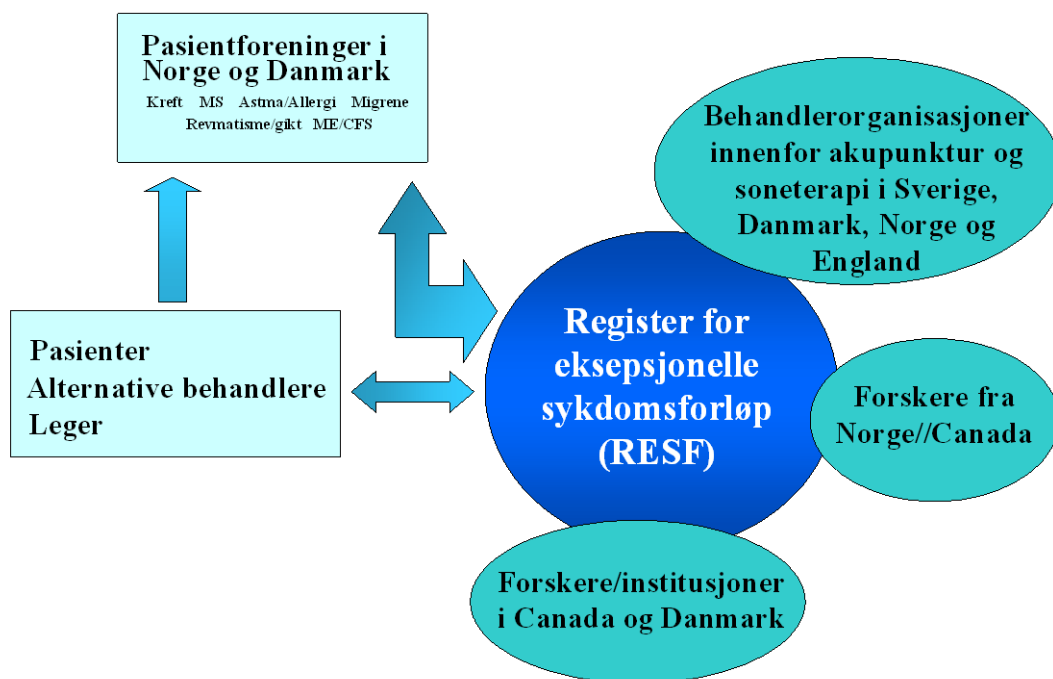 Pasientforeninger i
Norge og Danmark
Kreft MS Astma/Allergi Migrene
Revmatisme/gikt ME/CFS
Behandlerorganisasjoner
innenfor akupunktur og
soneterapi i Sverige,
Danmark, Norge og
England
Pasienter
Alternative behandlere
Leger
Register for
eksepsjonelle
sykdomsforløp
(RESF)
Forskere fra
Norge//Canada
Forskere/institusjoner
i Canada og Danmark